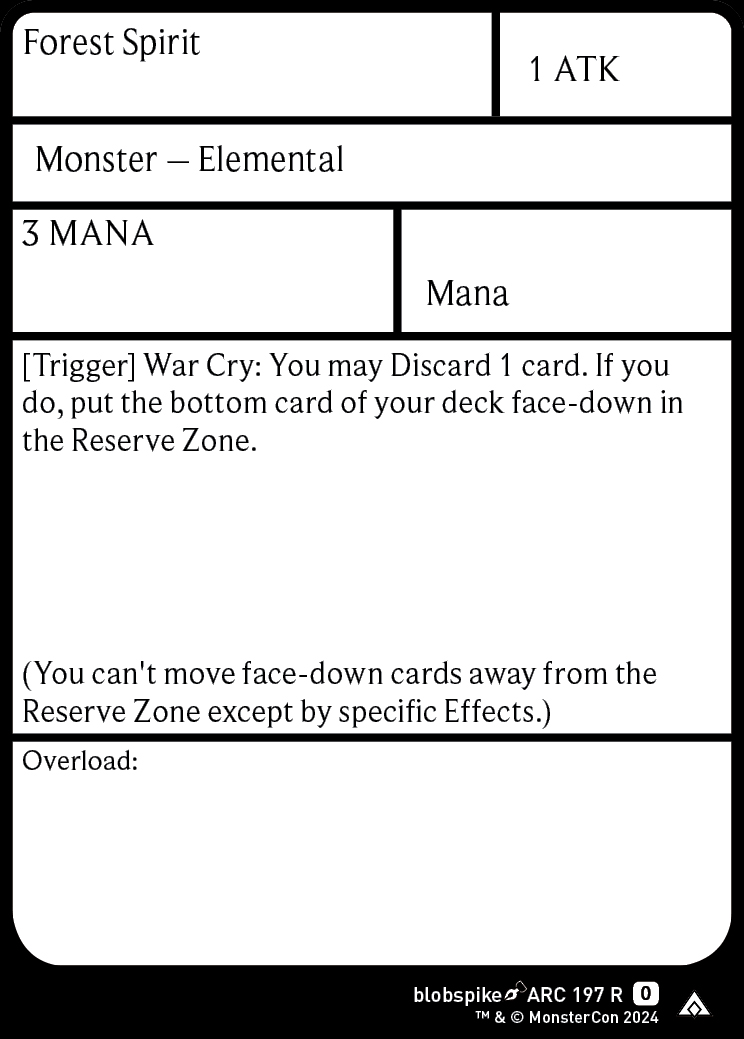 Forest Spirit
1 ATK
Monster – Elemental
3 MANA
Mana
[Trigger] War Cry: You may Discard 1 card. If you
do, put the bottom card of your deck face-down in
the Reserve Zone.
(You can't move face-down cards away from the
Reserve Zone except by specific Effects.)
Overload:
blobspike ARC 197 R 0
™ & © MonsterCon 2024